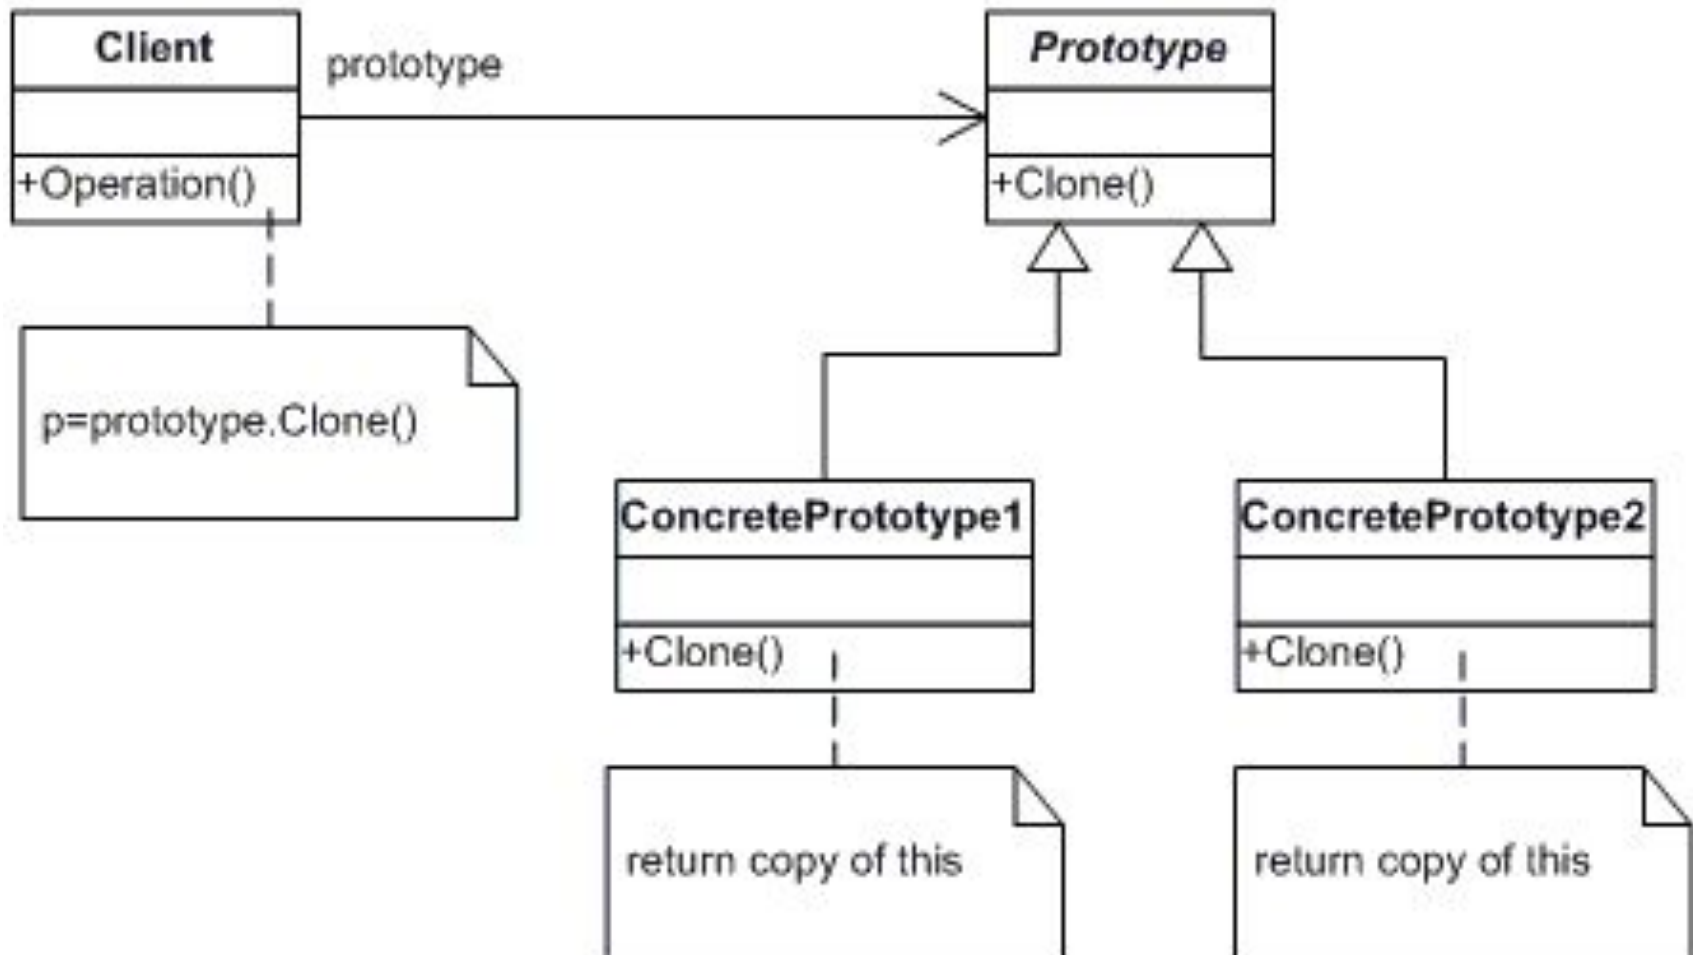 Client
prototype
Prototype
+Operation()
+Clone()
p=prototype.Clone()
ConcretePrototype1
ConcretePrototype2
+Clone()
+Clone()
return copy of this
return copy of this